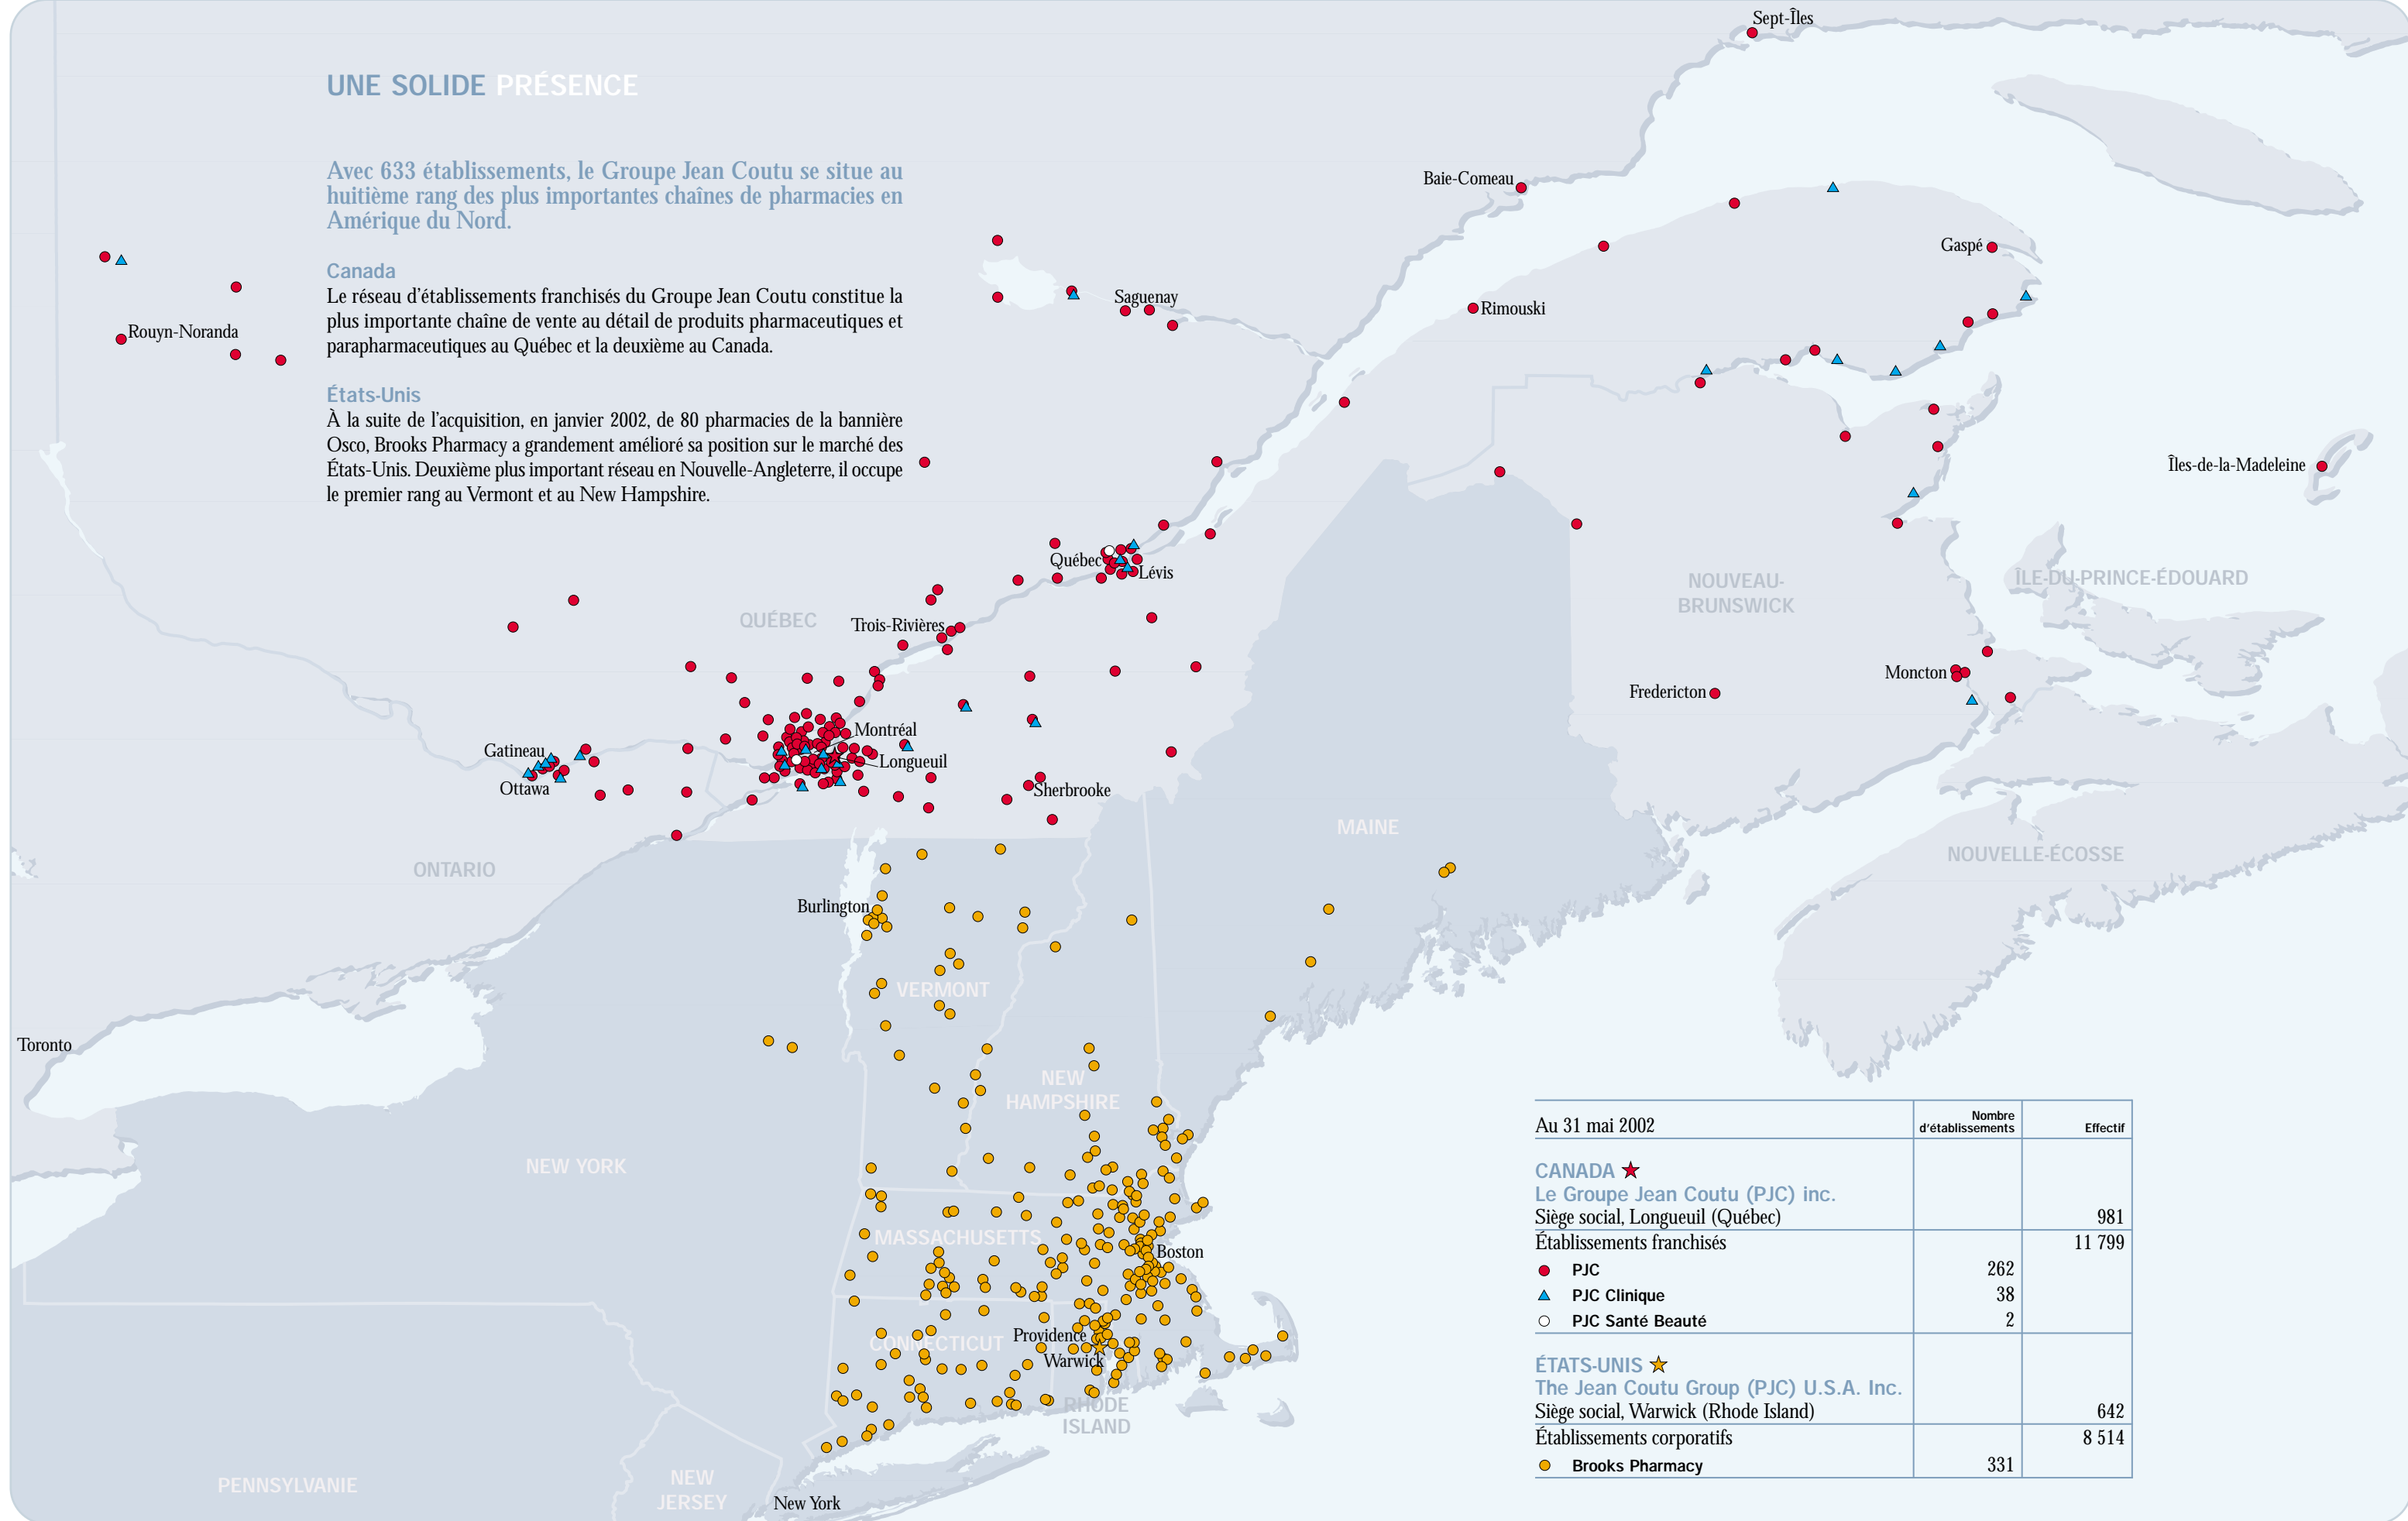 UNE SOLIDE PRÉSENCE
Avec 633 établissements, le Groupe Jean Coutu se situe au
huitième rang des plus importantes chaînes de pharmacies en
Amérique du Nord.
Canada
Le réseau d’établissements franchisés du Groupe Jean Coutu constitue la
plus importante chaîne de vente au détail de produits pharmaceutiques et
parapharmaceutiques au Québec et la deuxième au Canada.
États-Unis
À la suite de l’acquisition, en janvier 2002, de 80 pharmacies de la bannière
Osco, Brooks Pharmacy a grandement amélioré sa position sur le marché des
États-Unis. Deuxième plus important réseau en Nouvelle-Angleterre, il occupe
le premier rang au Vermont et au New Hampshire.
Sept-Îles
Baie-Comeau
Gaspé
Saguenay
Rimouski
Rouyn-Noranda
Îles-de-la-Madeleine
Québec
Lévis
NOUVEAU-
BRUNSWICK
ÎLE-DU-PRINCE-ÉDOUARD
QUÉBEC
Trois-Rivières
Moncton
Fredericton
Montréal
Gatineau
Longueuil
Ottawa
Sherbrooke
MAINE
NOUVELLE-ÉCOSSE
ONTARIO
Burlington
VERMONT
Toronto
NEW
HAMPSHIRE
NEW YORK
MASSACHUSETTS
Boston
CONNECTICUT
Providence
Warwick
RHODE
ISLAND
PENNSYLVANIE
NEW
JERSEY
New York
Au 31 mai 2002 Nombre
d’établissements Effectif
CANADA
Le Groupe Jean Coutu (PJC) inc.
Siège social, Longueuil (Québec) 981
Établissements franchisés 11 799
PJC 262
PJC Clinique 38
PJC Santé Beauté 2
ÉTATS-UNIS
The Jean Coutu Group (PJC) U.S.A. Inc.
Siège social, Warwick (Rhode Island) 642
Établissements corporatifs 8 514
Brooks Pharmacy 331